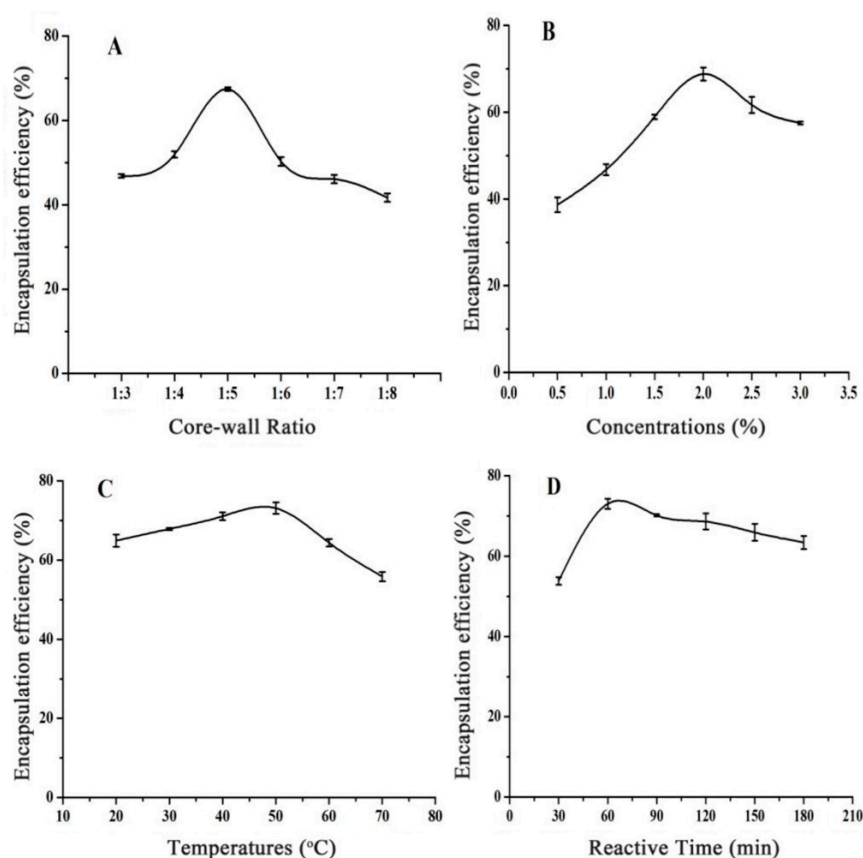 A
Encapsulation efficiency (%)
80
60
40
20
0
1:3 1:4 1:5 1:6 1:7 1:8
Core-wall Ratio
B
Encapsulation efficiency (%)
80
60
40
20
0
0.0 0.5 1.0 1.5 2.0 2.5 3.0 3.5
Concentrations (%)
C
Encapsulation efficiency (%)
80
60
40
20
0
10 20 30 40 50 60 70 80
Temperatures (°C)
D
Encapsulation efficiency (%)
80
60
40
20
0
0 30 60 90 120 150 180 210
Reactive Time (min)